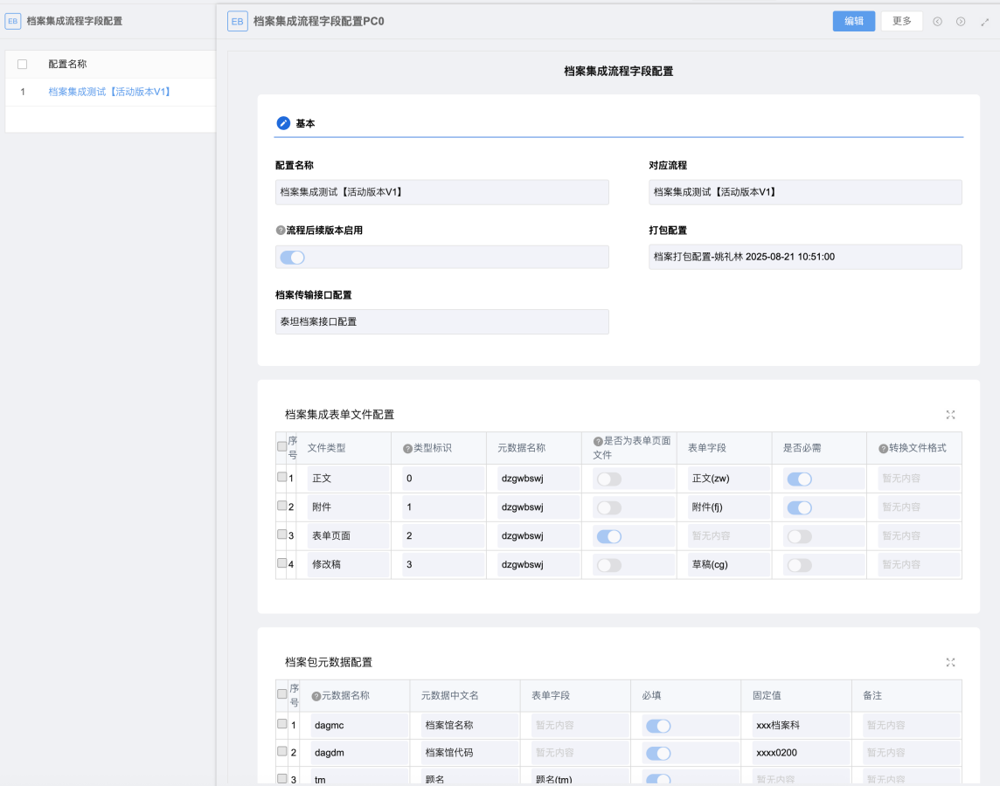 EB 档案集成流程字段配置
配置名称
1 档案集成测试【活动版本V1】
EB 档案集成流程字段配置PC0 编辑 更多
档案集成流程字段配置
基本
配置名称 对应流程
档案集成测试【活动版本V1】 档案集成测试【活动版本V1】
?流程后续版本启用 打包配置
档案打包配置-姚礼林 2025-08-21 10:51:00
档案传输接口配置
泰坦档案接口配置
档案集成表单文件配置
序号 文件类型 ?类型标识 元数据名称 ?是否为表单页面文件 表单字段 是否必需 ?转换文件格式
1 正文 0 dzgwbswj 正文(zw) 暂无内容
2 附件 1 dzgwbswj 附件(fj) 暂无内容
3 表单页面 2 dzgwbswj 暂无内容 暂无内容
4 修改稿 3 dzgwbswj 草稿(cg) 暂无内容
档案包元数据配置
序号 ?元数据名称 元数据中文名 表单字段 必填 固定值 备注
1 dagmc 档案馆名称 暂无内容 xxx档案科 暂无内容
2 dagdm 档案馆代码 暂无内容 xxxx0200 暂无内容
3 tm 题名 题名(tm) 暂无内容 暂无内容